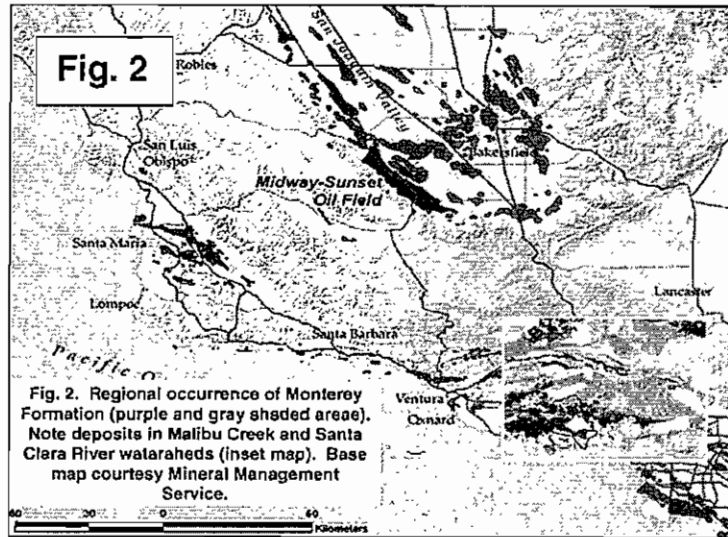 Fig. 2
Robles
San Joaquin Valley
San Luis
Obispo
Bakersfield
Midway-Sunset
Oil Field
Santa Maria
Lancaster
Lompoc
Santa Barbara
Pacific O
Ventura
Oxnard
Fig. 2. Regional occurrence of Monterey
Formation (purple and gray shaded areae).
Note deposits in Malibu Creek and Santa
Clara River wataraheds (inset map). Base
map courtesy Mineral Management
Service.
0
Kilometers